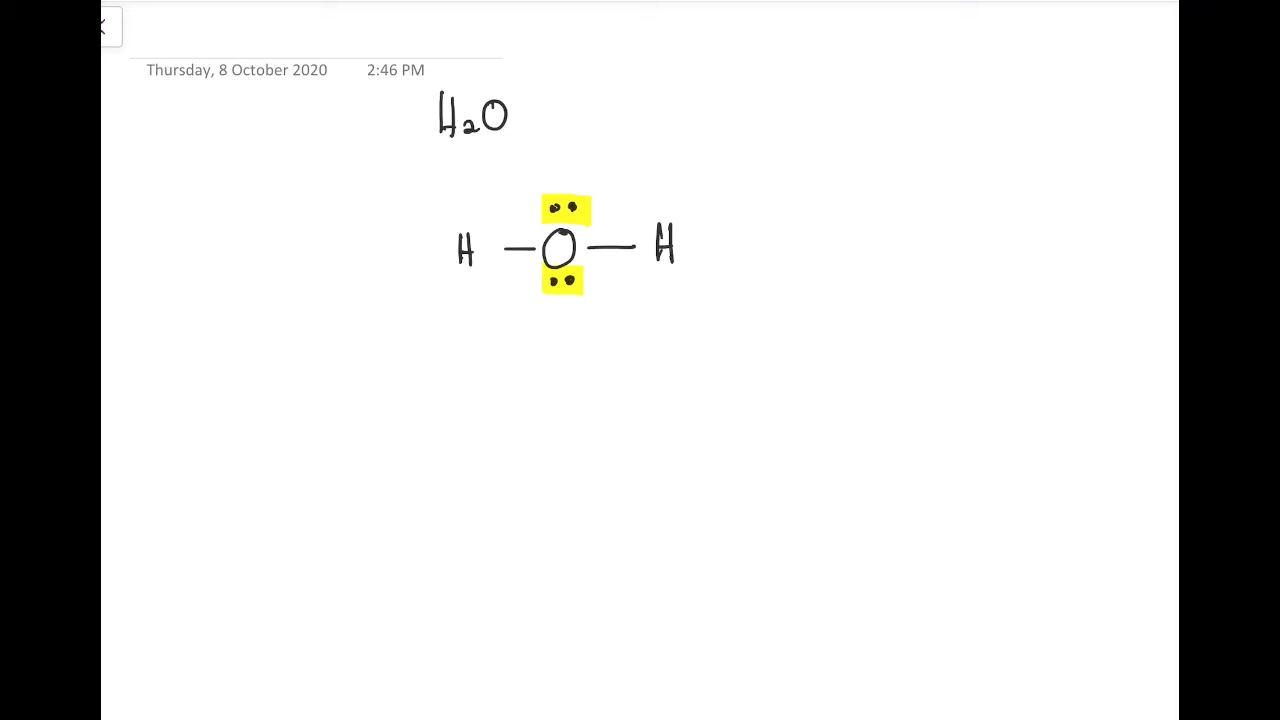 Thursday, 8 October 2020 2:46 PM
H₂O
H — O — H